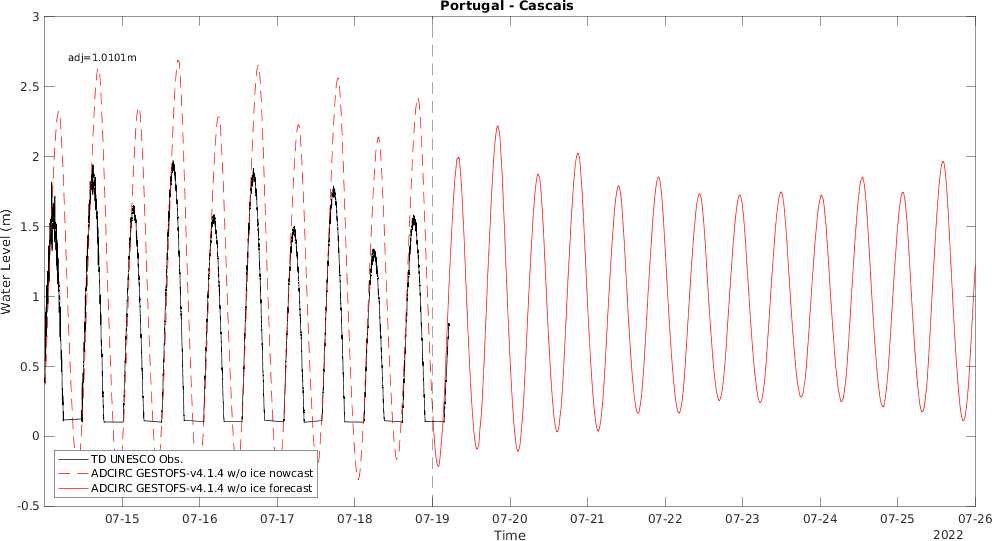 Portugal - Cascais
adj=1.0101m
3
2.5
2
1.5
1
0.5
0
-0.5
Water Level (m)
TD UNESCO Obs.
ADCIRC GESTOFS-v4.1.4 w/o ice nowcast
ADCIRC GESTOFS-v4.1.4 w/o ice forecast
07-15 07-16 07-17 07-18 07-19 07-20 07-21 07-22 07-23 07-24 07-25 07-26
Time
2022